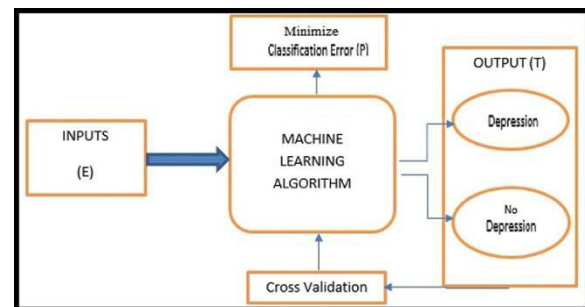 Minimize
Classification Error (P)
OUTPUT (T)
INPUTS
(E)
MACHINE
LEARNING
ALGORITHM
Depression
No
Depression
Cross Validation